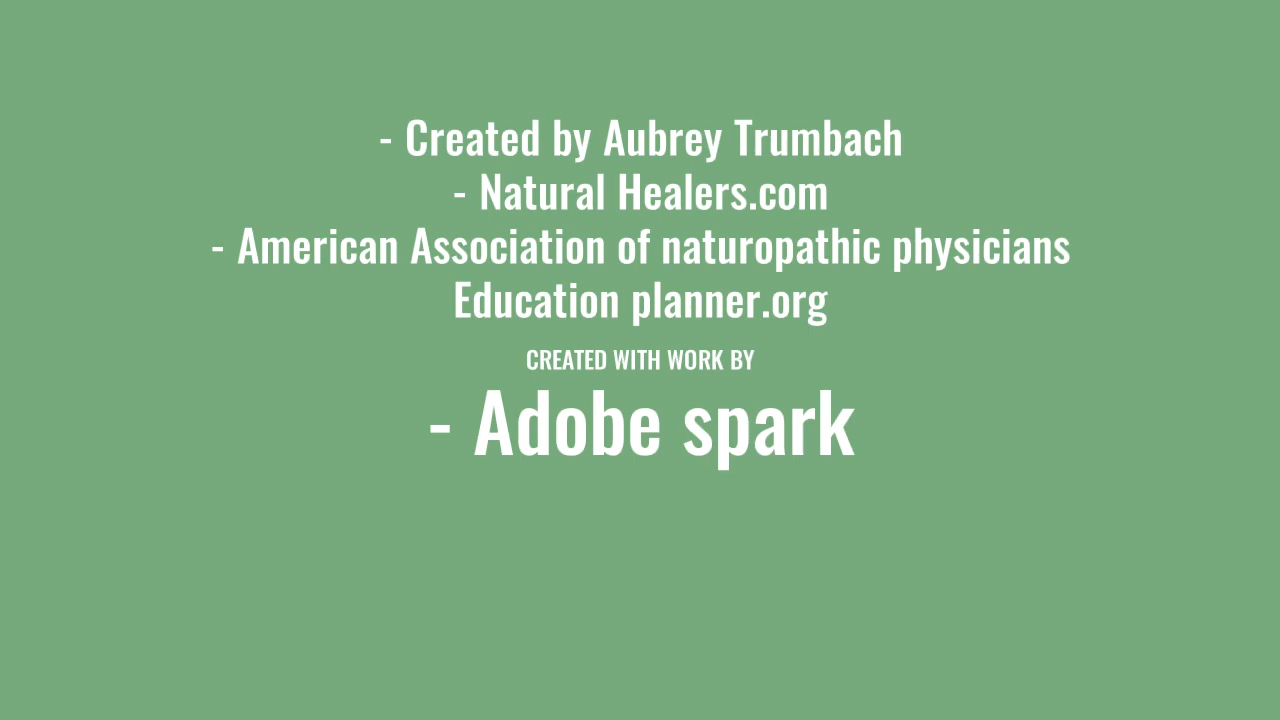 - Created by Aubrey Trumbach
- Natural Healers.com
- American Association of naturopathic physicians
Education planner.org
CREATED WITH WORK BY
- Adobe spark